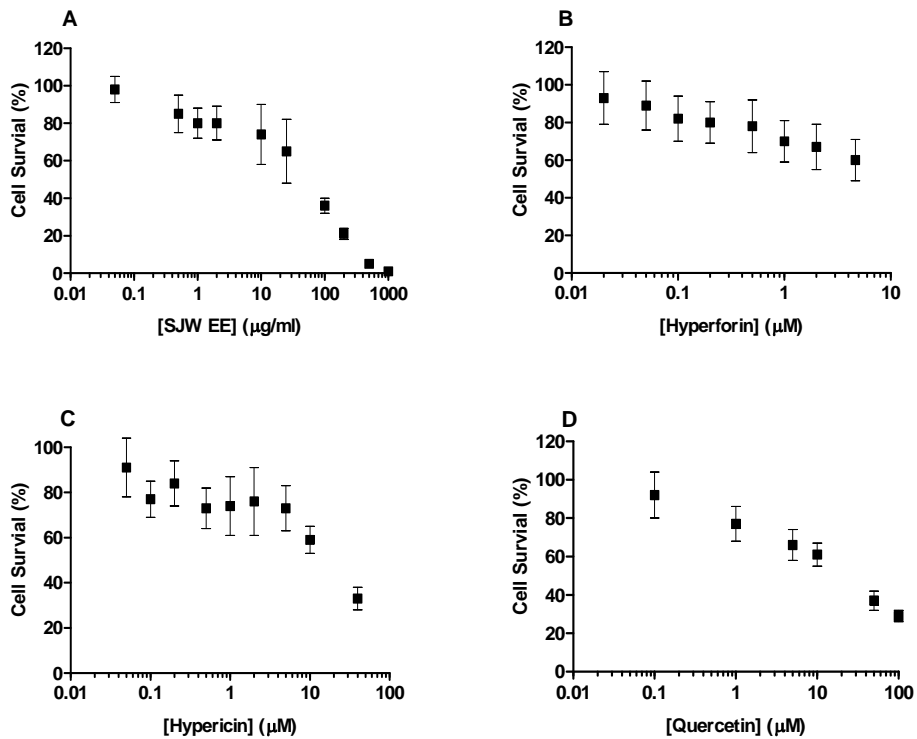 A
120
100
80
60
40
20
0
Cell Survial (%)
0.01 0.1 1 10 100 1000
[SJW EE] (μg/ml)
B
120
100
80
60
40
20
0
Cell Survial (%)
0.01 0.1 1 10
[Hyperforin] (μM)
C
100
80
60
40
20
0
Cell Survial (%)
0.01 0.1 1 10 100
[Hypericin] (μM)
D
120
100
80
60
40
20
0
Cell Survial (%)
0.01 0.1 1 10 100
[Quercetin] (μM)